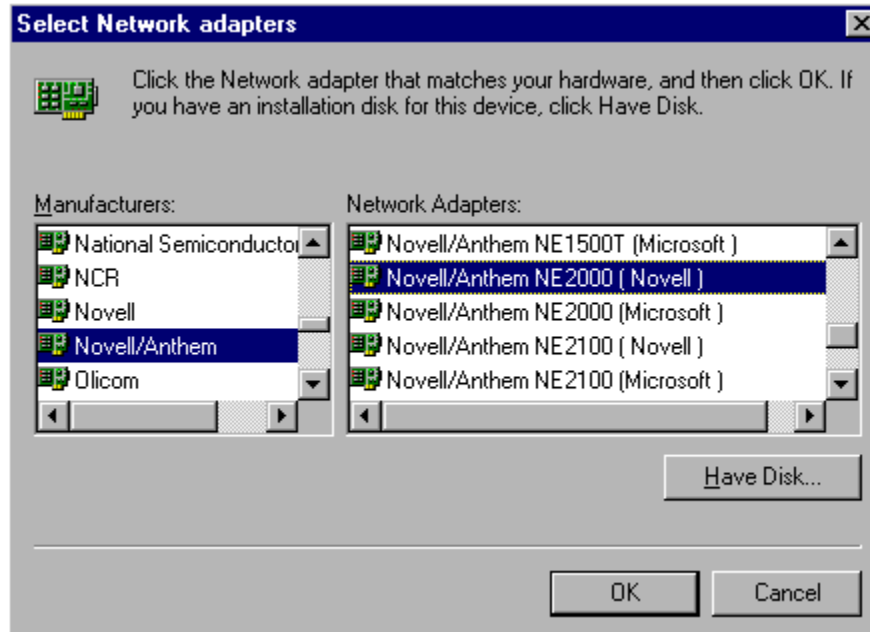 Select Network adapters
Click the Network adapter that matches your hardware, and then click OK. If
you have an installation disk for this device, click Have Disk.
Manufacturers:
National Semiconductor
NCR
Novell
Novell/Anthem
Olicom
Network Adapters:
Novell/Anthem NE1500T (Microsoft )
Novell/Anthem NE2000 ( Novell )
Novell/Anthem NE2000 (Microsoft )
Novell/Anthem NE2100 ( Novell )
Novell/Anthem NE2100 (Microsoft )
Have Disk...
OK
Cancel